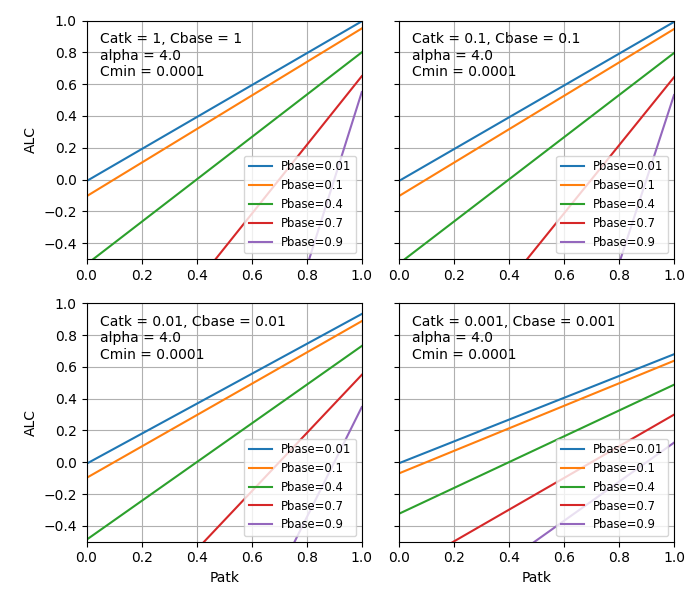 Catk = 1, Cbase = 1
alpha = 4.0
Cmin = 0.0001
ALC
1.0
0.8
0.6
0.4
0.2
0.0
−0.2
−0.4
0.0 0.2 0.4 0.6 0.8 1.0
Pbase=0.01
Pbase=0.1
Pbase=0.4
Pbase=0.7
Pbase=0.9
Catk = 0.1, Cbase = 0.1
alpha = 4.0
Cmin = 0.0001
0.0 0.2 0.4 0.6 0.8 1.0
Pbase=0.01
Pbase=0.1
Pbase=0.4
Pbase=0.7
Pbase=0.9
Catk = 0.01, Cbase = 0.01
alpha = 4.0
Cmin = 0.0001
ALC
1.0
0.8
0.6
0.4
0.2
0.0
−0.2
−0.4
0.0 0.2 0.4 0.6 0.8 1.0
Patk
Pbase=0.01
Pbase=0.1
Pbase=0.4
Pbase=0.7
Pbase=0.9
Catk = 0.001, Cbase = 0.001
alpha = 4.0
Cmin = 0.0001
0.0 0.2 0.4 0.6 0.8 1.0
Patk
Pbase=0.01
Pbase=0.1
Pbase=0.4
Pbase=0.7
Pbase=0.9